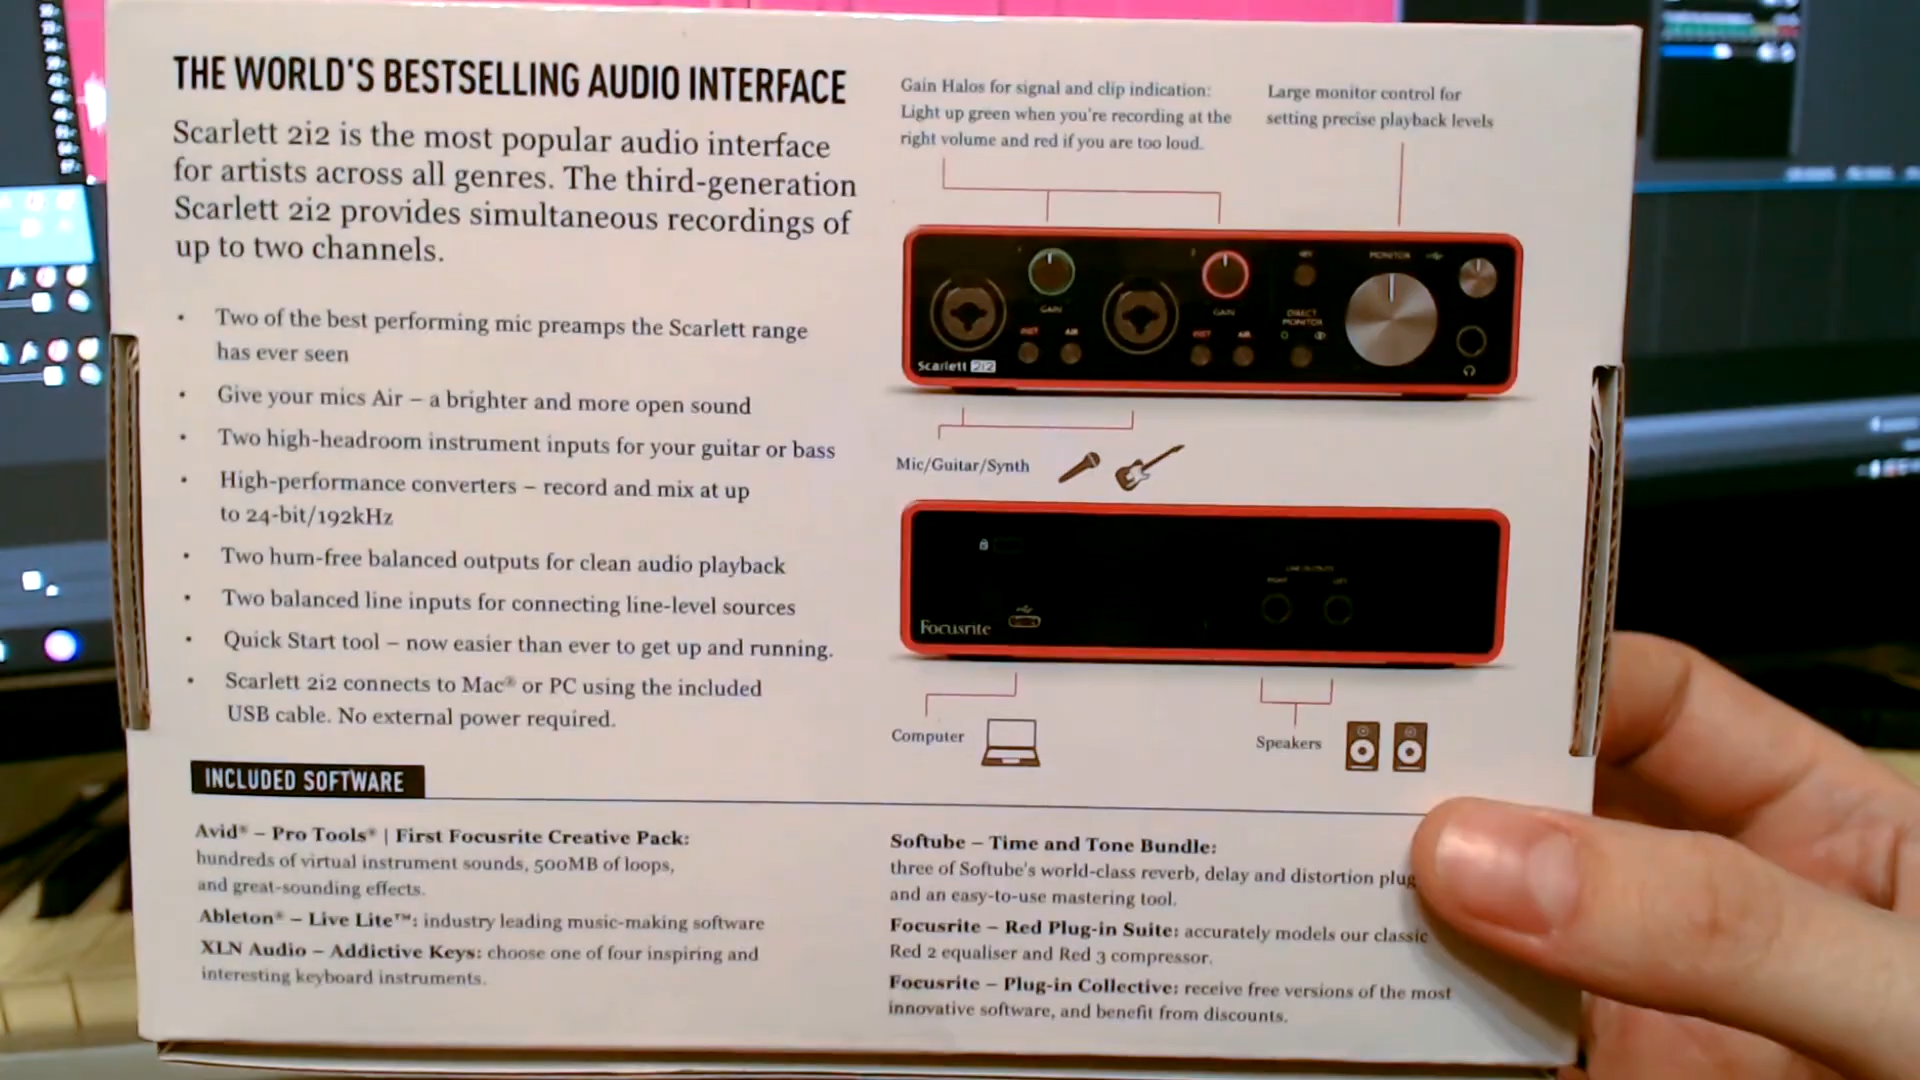 THE WORLD'S BESTSELLING AUDIO INTERFACE
Scarlett 2i2 is the most popular audio interface
for artists across all genres. The third-generation
Scarlett 2i2 provides simultaneous recordings of
up to two channels.
• Two of the best performing mic preamps the Scarlett range
has ever seen
• Give your mics Air – a brighter and more open sound
• Two high-headroom instrument inputs for your guitar or bass
• High-performance converters – record and mix at up
to 24-bit/192kHz
• Two hum-free balanced outputs for clean audio playback
• Two balanced line inputs for connecting line-level sources
• Quick Start tool – now easier than ever to get up and running.
• Scarlett 2i2 connects to Mac® or PC using the included
USB cable. No external power required.
Gain Halos for signal and clip indication:
Light up green when you're recording at the
right volume and red if you are too loud.
Large monitor control for
setting precise playback levels
MONITOR
GAIN
GAIN
INST AIR
INST AIR
DIRECT
MONITOR
Scarlett 2i2
Mic/Guitar/Synth
LINE OUTPUTS
RIGHT LEFT
Focusrite
Computer
Speakers
INCLUDED SOFTWARE
Avid® – Pro Tools® | First Focusrite Creative Pack:
hundreds of virtual instrument sounds, 500MB of loops,
and great-sounding effects.
Ableton® – Live Lite™: industry leading music-making software
XLN Audio – Addictive Keys: choose one of four inspiring and
interesting keyboard instruments.
Softube – Time and Tone Bundle:
three of Softube's world-class reverb, delay and distortion plug
and an easy-to-use mastering tool.
Focusrite – Red Plug-in Suite: accurately models our classic
Red 2 equaliser and Red 3 compressor.
Focusrite – Plug-in Collective: receive free versions of the most
innovative software, and benefit from discounts.